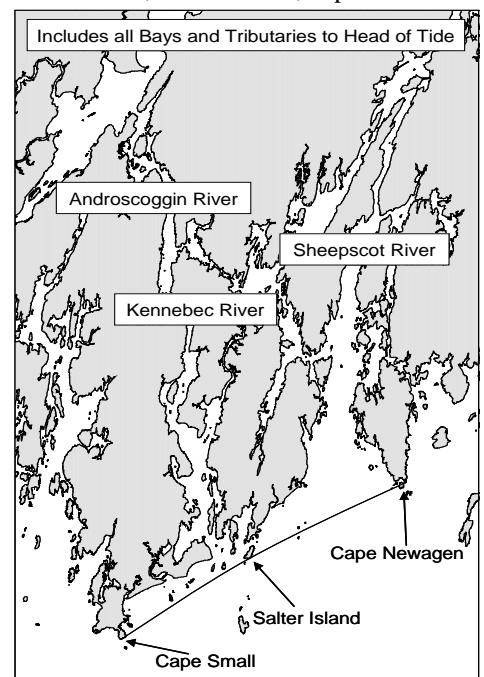 Includes all Bays and Tributaries to Head of Tide
Androscoggin River
Sheepscot River
Kennebec River
Cape Newagen
Salter Island
Cape Small